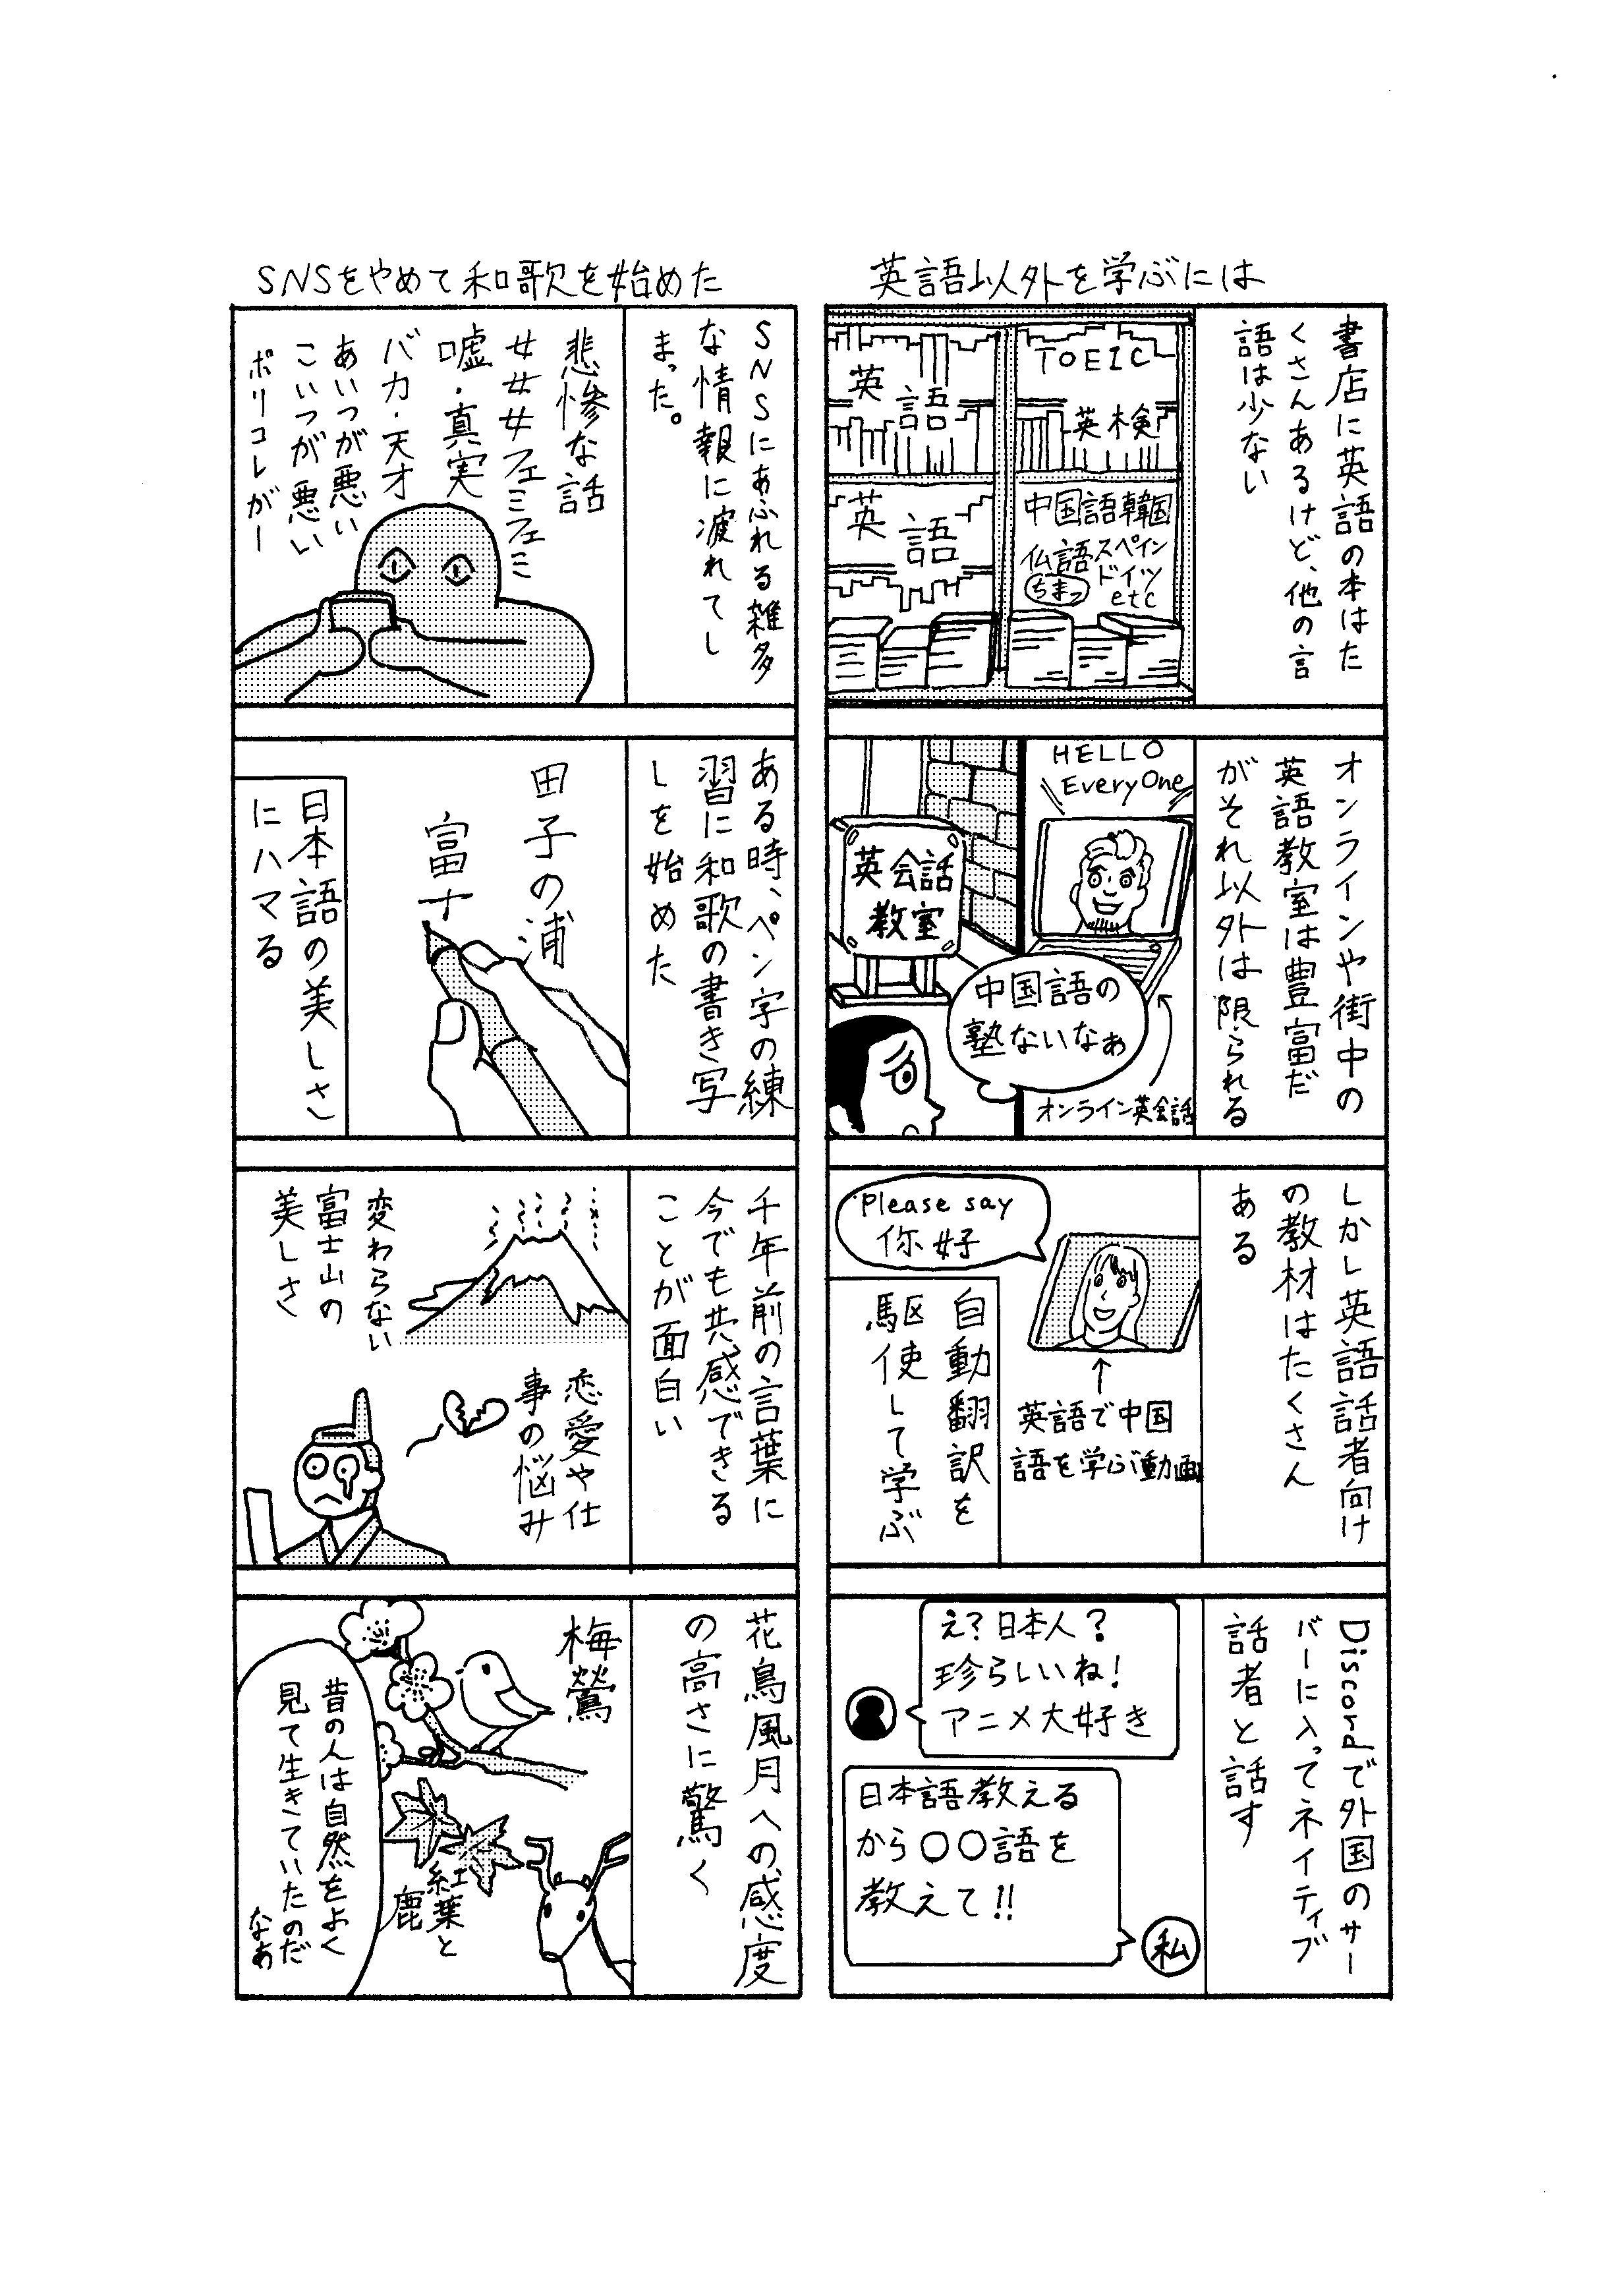 英語以外を学ぶには
書店に英語の本はた
くさんあるけど、他の言
語は少ない
英語
TOEIC
英検
英語
中国語韓国
仏語スペイン
ドイツ
ちまっ
etc
オンラインや街中の
英語教室は豊富だ
がそれ以外は限られる
HELLO
EveryOne
英会話
教室
中国語の
塾ないなぁ
オンライン英会話
しかし英語話者向け
の教材はたくさん
ある
Please say
你好
英語で中国
語を学ぶ動画
自動翻訳を
駆使して学ぶ
Discordで外国のサー
バーに入ってネイティブ
話者と話す
え?日本人?
珍らしいね!
アニメ大好き
日本語教える
から〇〇語を
教えて!!
私
SNSをやめて和歌を始めた
SNSにあふれる雑多
な情報に疲れてし
まった。
悲惨な話
女女女フェミフェミ
嘘・真実
バカ・天才
あいつが悪い
こいつが悪い
ポリコレがー
ある時、ペン字の練
習に和歌の書き写
しを始めた
田子の浦
富士
日本語の美しさ
にハマる
千年前の言葉に
今でも共感できる
ことが面白い
変わらない
富士山の
美しさ
恋愛や仕
事の悩み
花鳥風月への感度
の高さに驚く
梅鶯
紅葉と
鹿
昔の人は自然をよく
見て生きていたのだ
なぁ